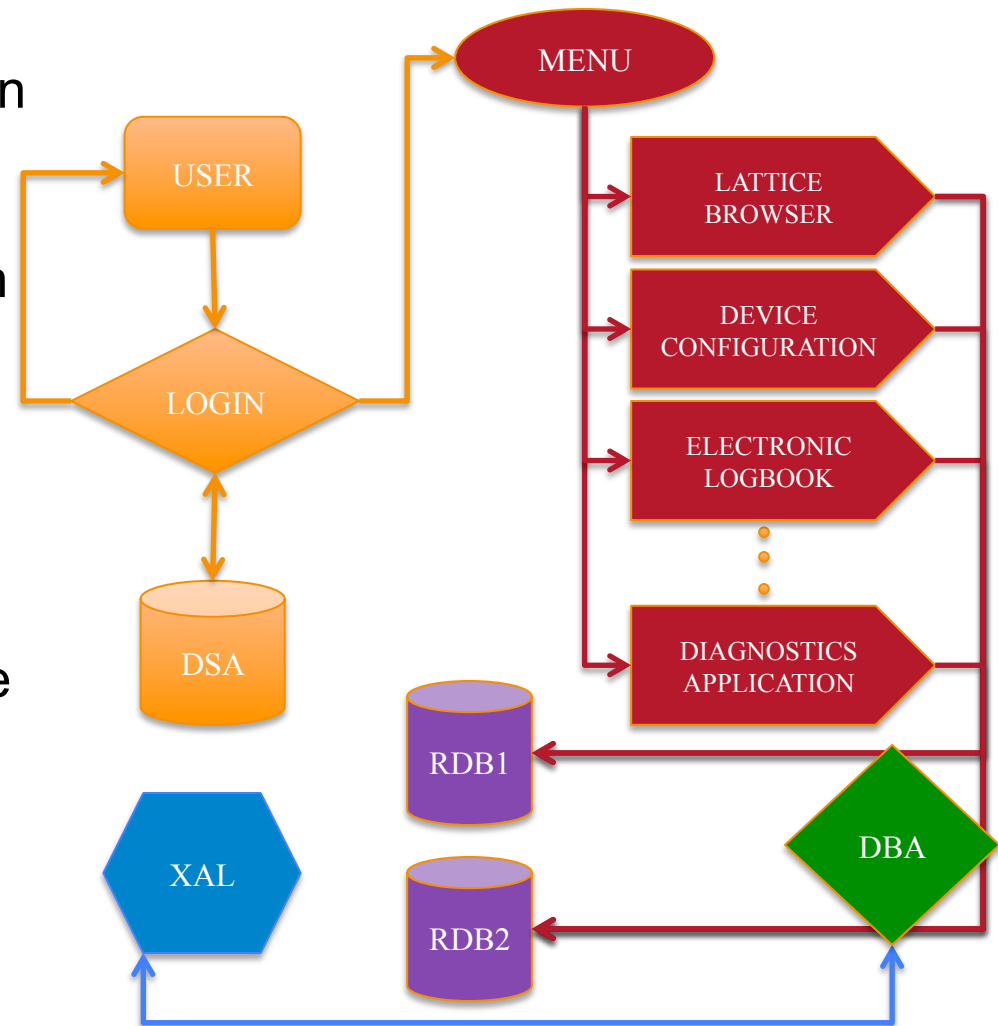 MENU
USER
LATTICE
BROWSER
DEVICE
CONFIGURATION
LOGIN
ELECTRONIC
LOGBOOK
DSA
DIAGNOSTICS
APPLICATION
RDB1
DBA
XAL
RDB2